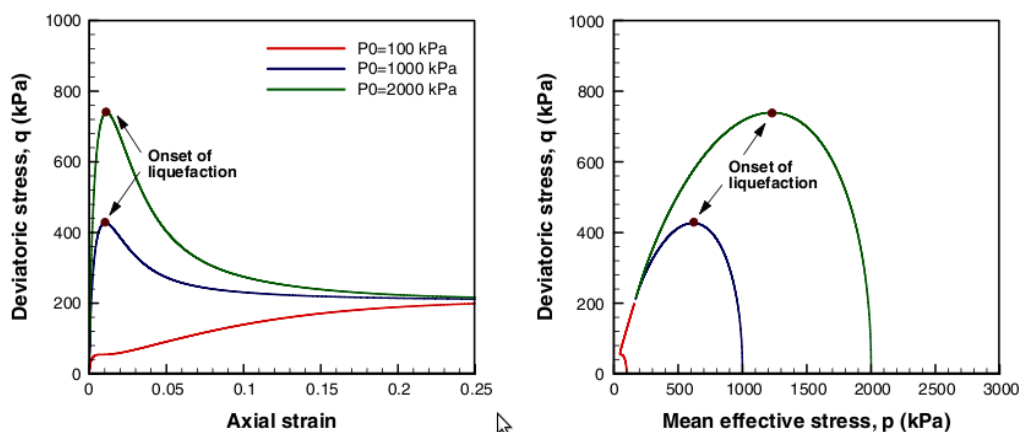 1000
800
600
400
200
0
Deviatoric stress, q (kPa)
P0=100 kPa
P0=1000 kPa
P0=2000 kPa
Onset of
liquefaction
0
0.05
0.1
0.15
0.2
0.25
Axial strain
1000
800
600
400
200
0
Deviatoric stress, q (kPa)
Onset of
liquefaction
0
500
1000
1500
2000
2500
3000
Mean effective stress, p (kPa)